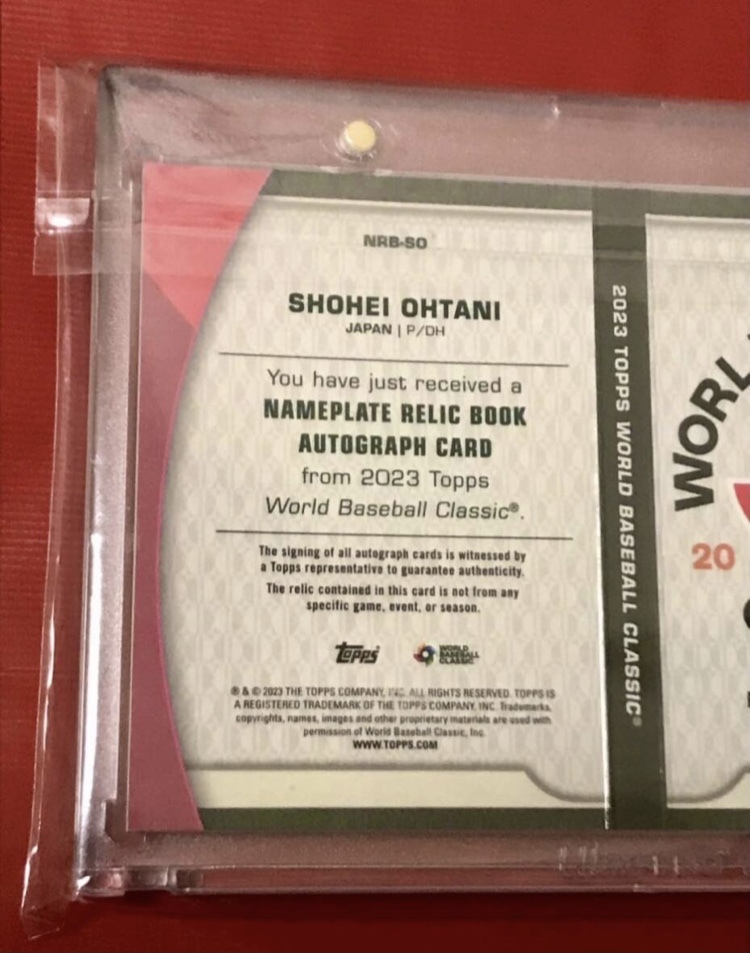 NRB-SO
SHOHEI OHTANI
JAPAN | P/DH
You have just received a
NAMEPLATE RELIC BOOK
AUTOGRAPH CARD
from 2023 Topps
World Baseball Classic®.
The signing of all autograph cards is witnessed by
a Topps representative to guarantee authenticity.
The relic contained in this card is not from any
specific game, event, or season.
Topps
WORLD
BASEBALL
CLASSIC
® & © 2023 THE TOPPS COMPANY, INC. ALL RIGHTS RESERVED. TOPPS IS
A REGISTERED TRADEMARK OF THE TOPPS COMPANY, INC. Trademarks,
copyrights, names, images and other proprietary materials are used with
permission of World Baseball Classic, Inc.
WWW.TOPPS.COM
2023 TOPPS WORLD BASEBALL CLASSIC®
WORL
20